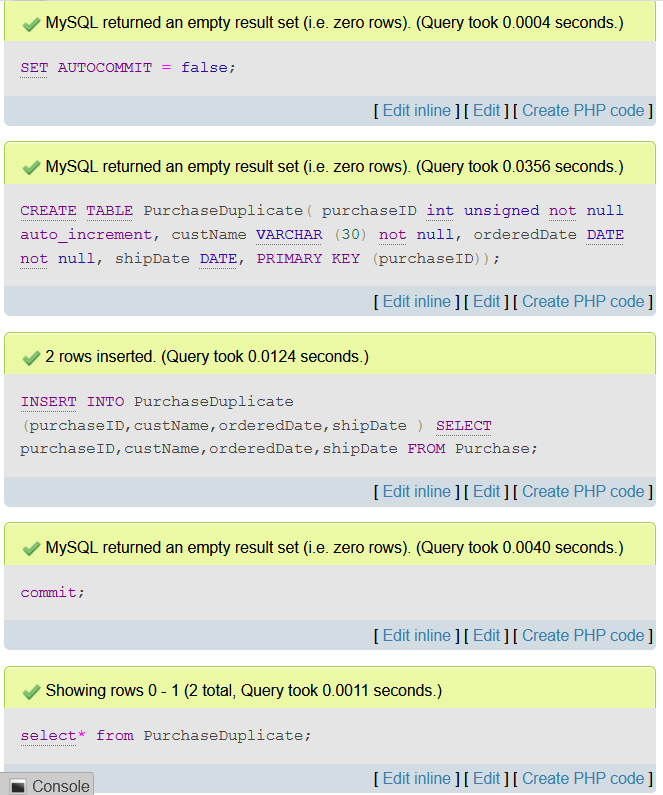 MySQL returned an empty result set (i.e. zero rows). (Query took 0.0004 seconds.)
SET AUTOCOMMIT = false;
[ Edit inline ] [ Edit ] [ Create PHP code ]
MySQL returned an empty result set (i.e. zero rows). (Query took 0.0356 seconds.)
CREATE TABLE PurchaseDuplicate( purchaseID int unsigned not null
auto_increment, custName VARCHAR (30) not null, orderedDate DATE
not null, shipDate DATE, PRIMARY KEY (purchaseID));
[ Edit inline ] [ Edit ] [ Create PHP code ]
2 rows inserted. (Query took 0.0124 seconds.)
INSERT INTO PurchaseDuplicate
(purchaseID,custName,orderedDate,shipDate ) SELECT
purchaseID,custName,orderedDate,shipDate FROM Purchase;
[ Edit inline ] [ Edit ] [ Create PHP code ]
MySQL returned an empty result set (i.e. zero rows). (Query took 0.0040 seconds.)
commit;
[ Edit inline ] [ Edit ] [ Create PHP code ]
Showing rows 0 - 1 (2 total, Query took 0.0011 seconds.)
select* from PurchaseDuplicate;
[ Edit inline ] [ Edit ] [ Create PHP code ]
Console